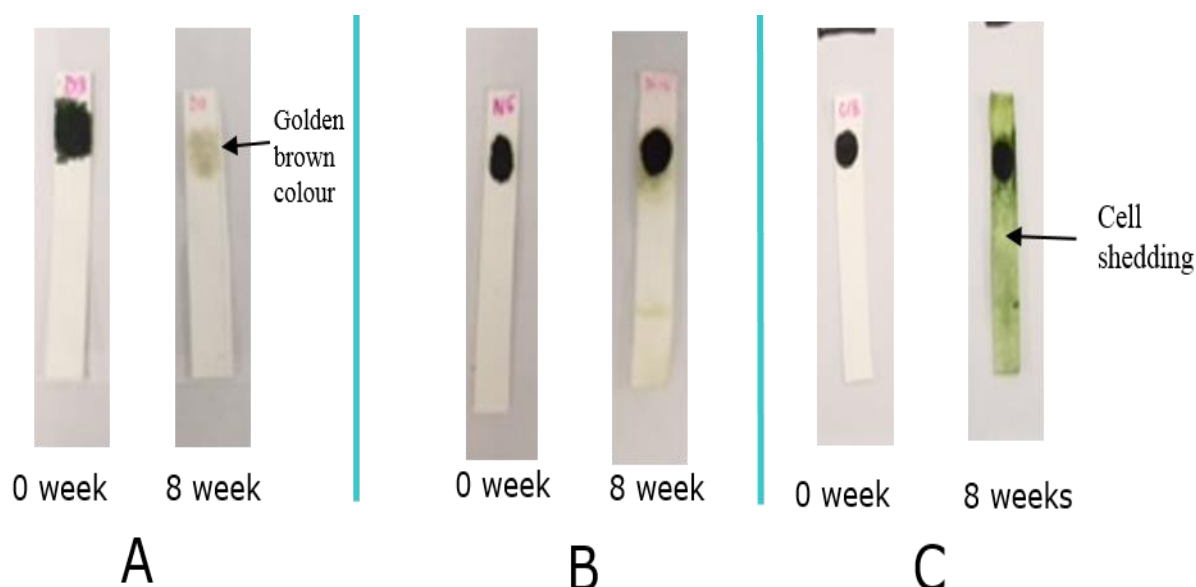 Golden
brown
colour
Cell
shedding
0 week
8 week
0 week
8 week
0 week
8 weeks
A
B
C